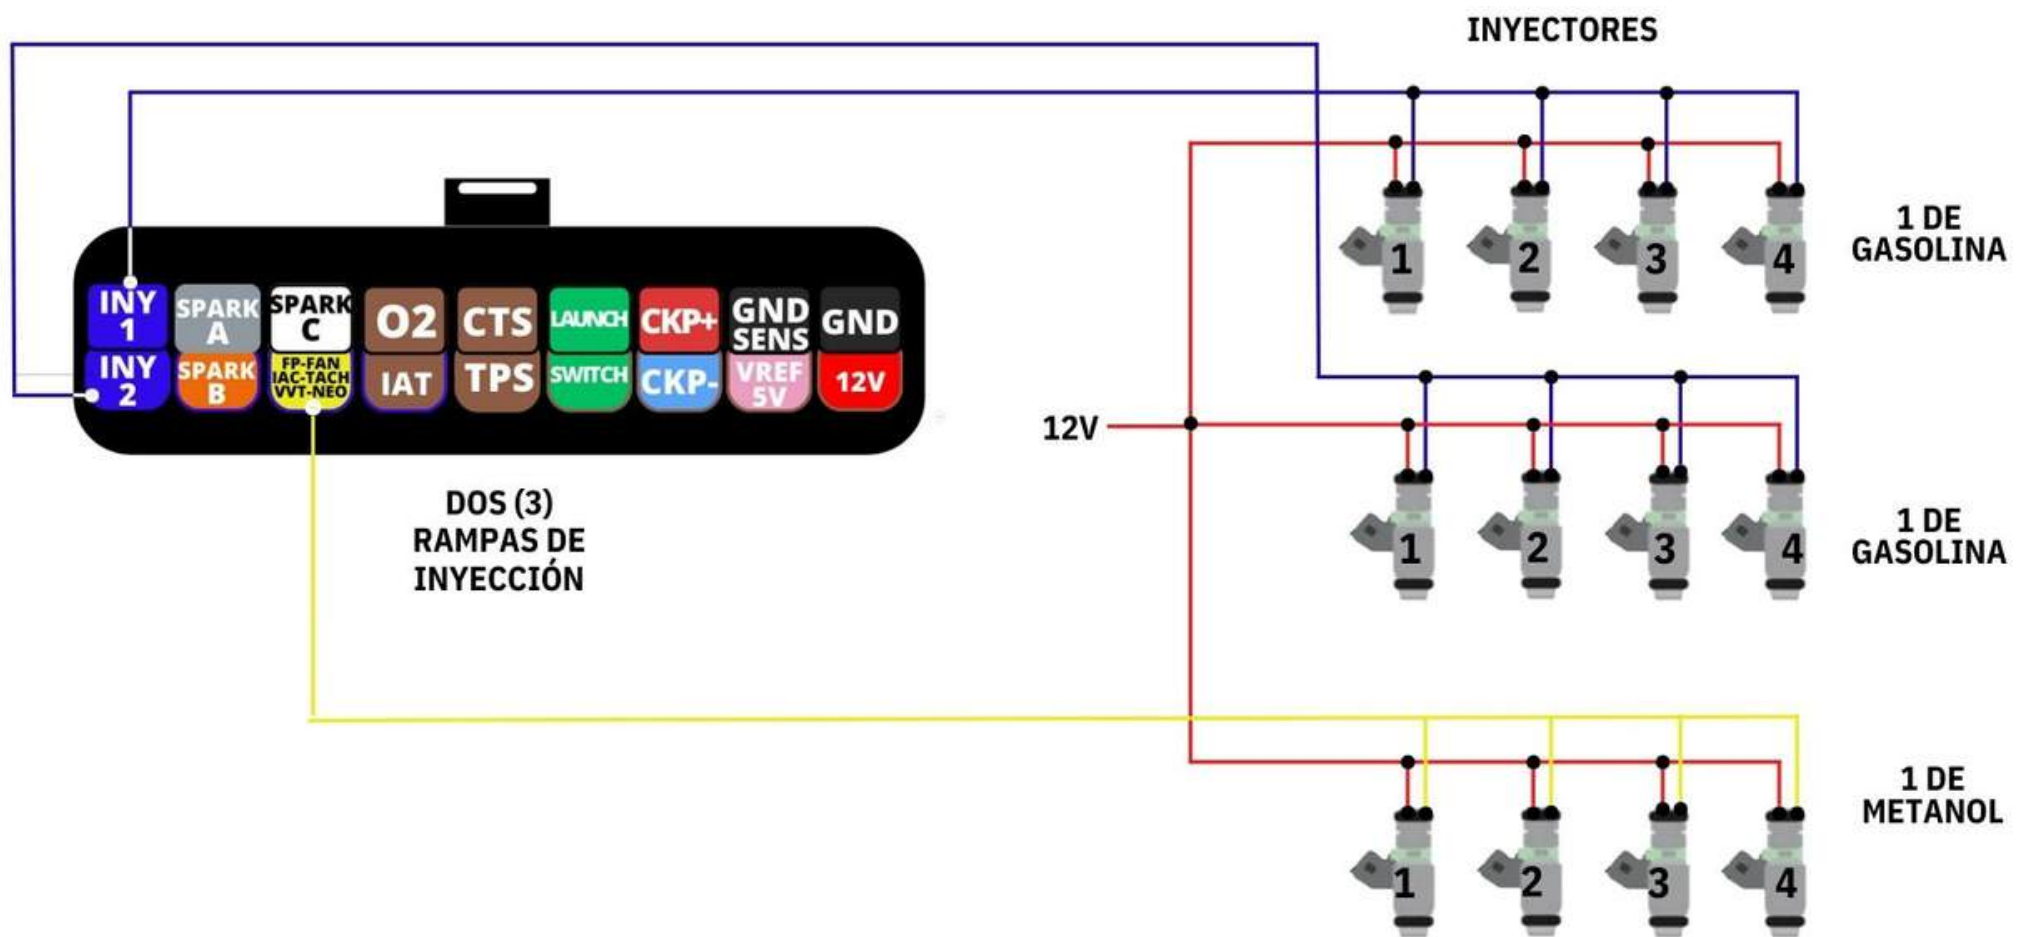 INYECTORES
INY
1
SPARK
A
SPARK
C
O2
CTS
LAUNCH
CKP+
GND
SENS
GND
INY
2
SPARK
B
FP-FAN
IAC-TACH
VVT-NEO
IAT
TPS
SWITCH
CKP-
VREF
5V
12V
DOS (3)
RAMPAS DE
INYECCIÓN
12V
1
2
3
4
1 DE
GASOLINA
1
2
3
4
1 DE
GASOLINA
1
2
3
4
1 DE
METANOL